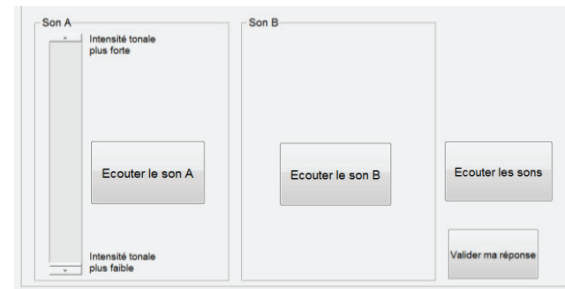 Son A
Intensité tonale
plus forte
Ecouter le son A
Intensité tonale
plus faible
Son B
Ecouter le son B
Ecouter les sons
Valider ma réponse